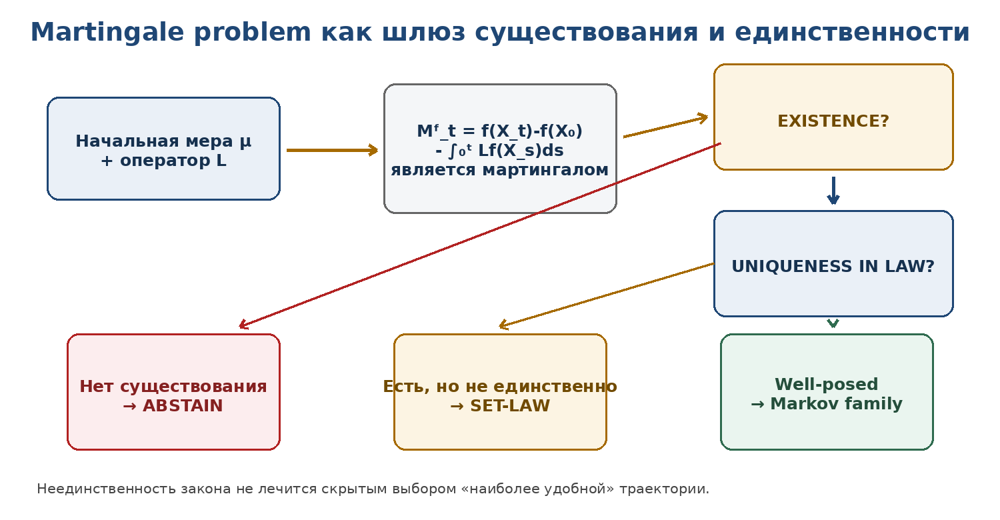 Martingale problem как шлюз существования и единственности
Начальная мера μ
+ оператор L
Mᶠ_t = f(X_t)-f(X₀)
- ∫₀ᵗ Lf(X_s)ds
является мартингалом
EXISTENCE?
UNIQUENESS IN LAW?
Нет существования
→ ABSTAIN
Есть, но не единственно
→ SET-LAW
Well-posed
→ Markov family
Неединственность закона не лечится скрытым выбором «наиболее удобной» траектории.